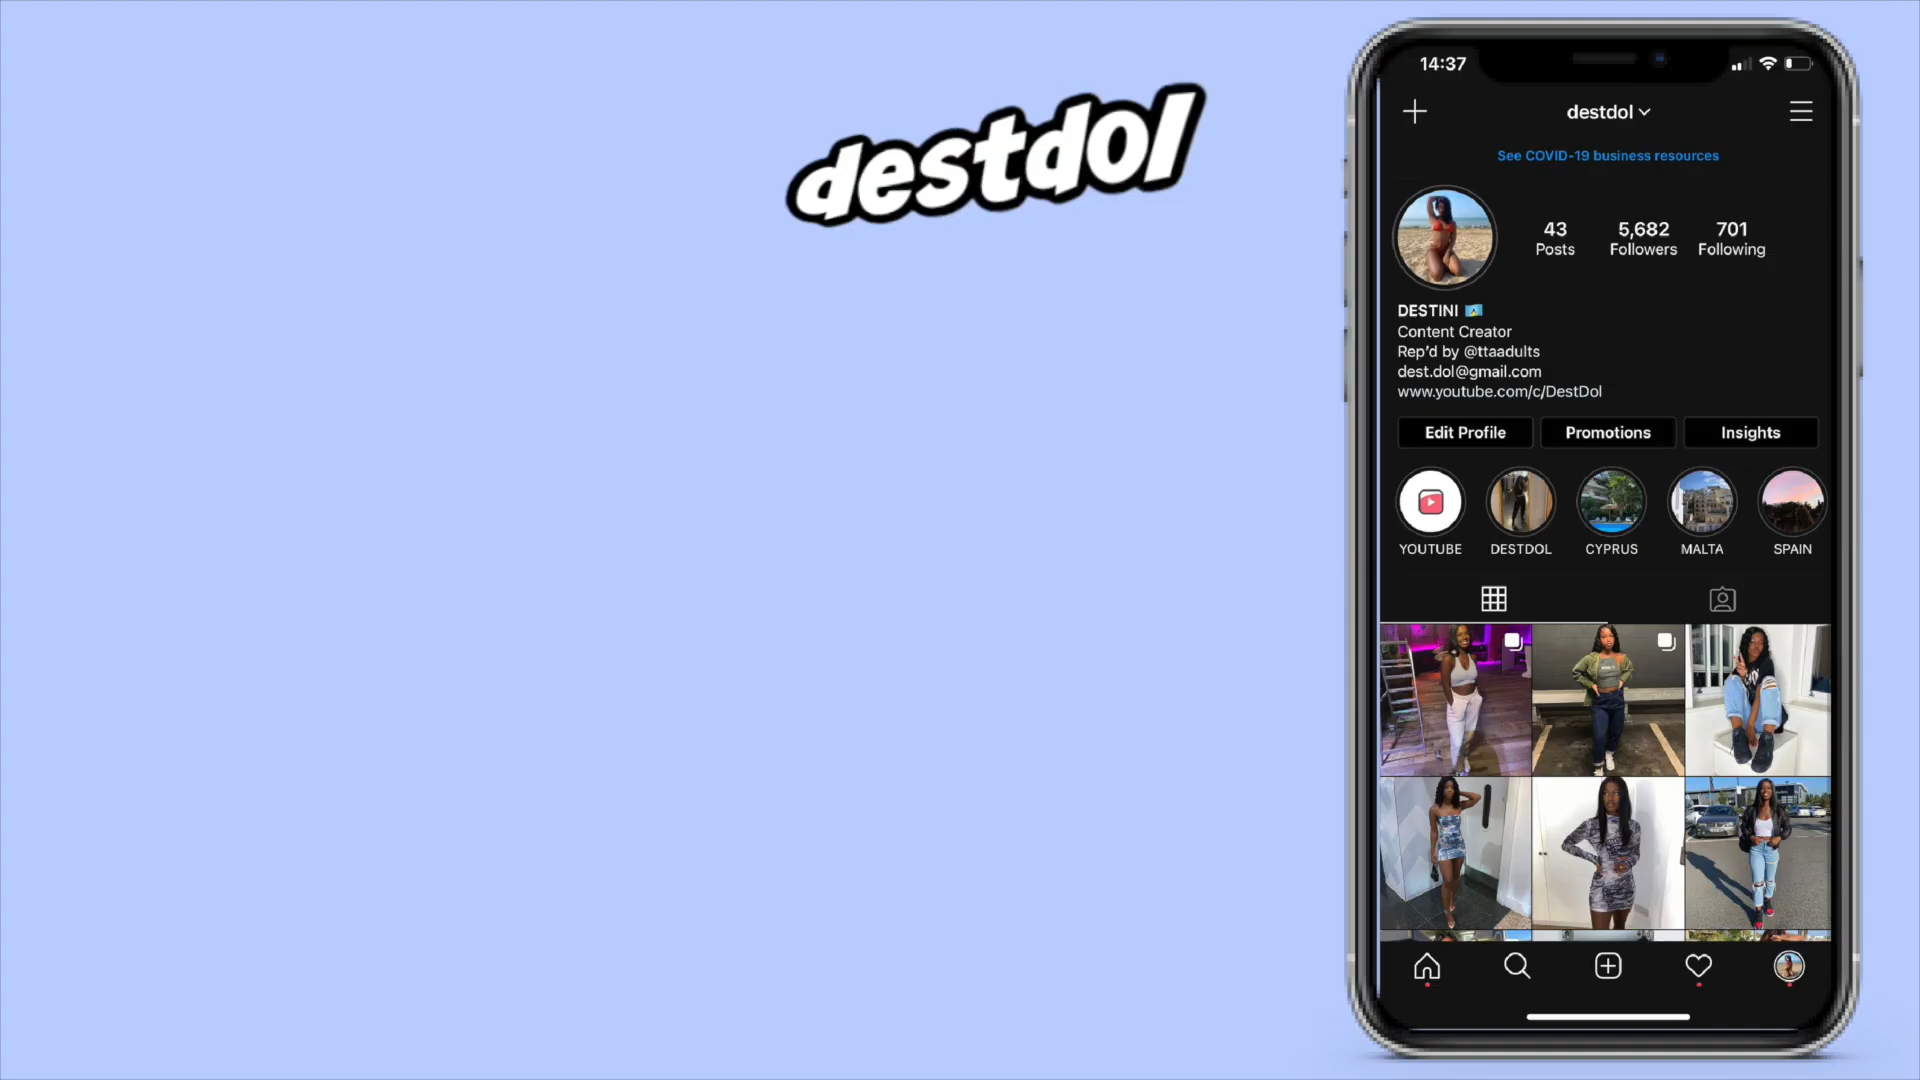 destdol
14:37
destdol
See COVID-19 business resources
43 5,682 701
Posts Followers Following
DESTINI
Content Creator
Rep'd by @ttaadults
dest.dol@gmail.com
www.youtube.com/c/DestDol
Edit Profile Promotions Insights
YOUTUBE DESTDOL CYPRUS MALTA SPAIN